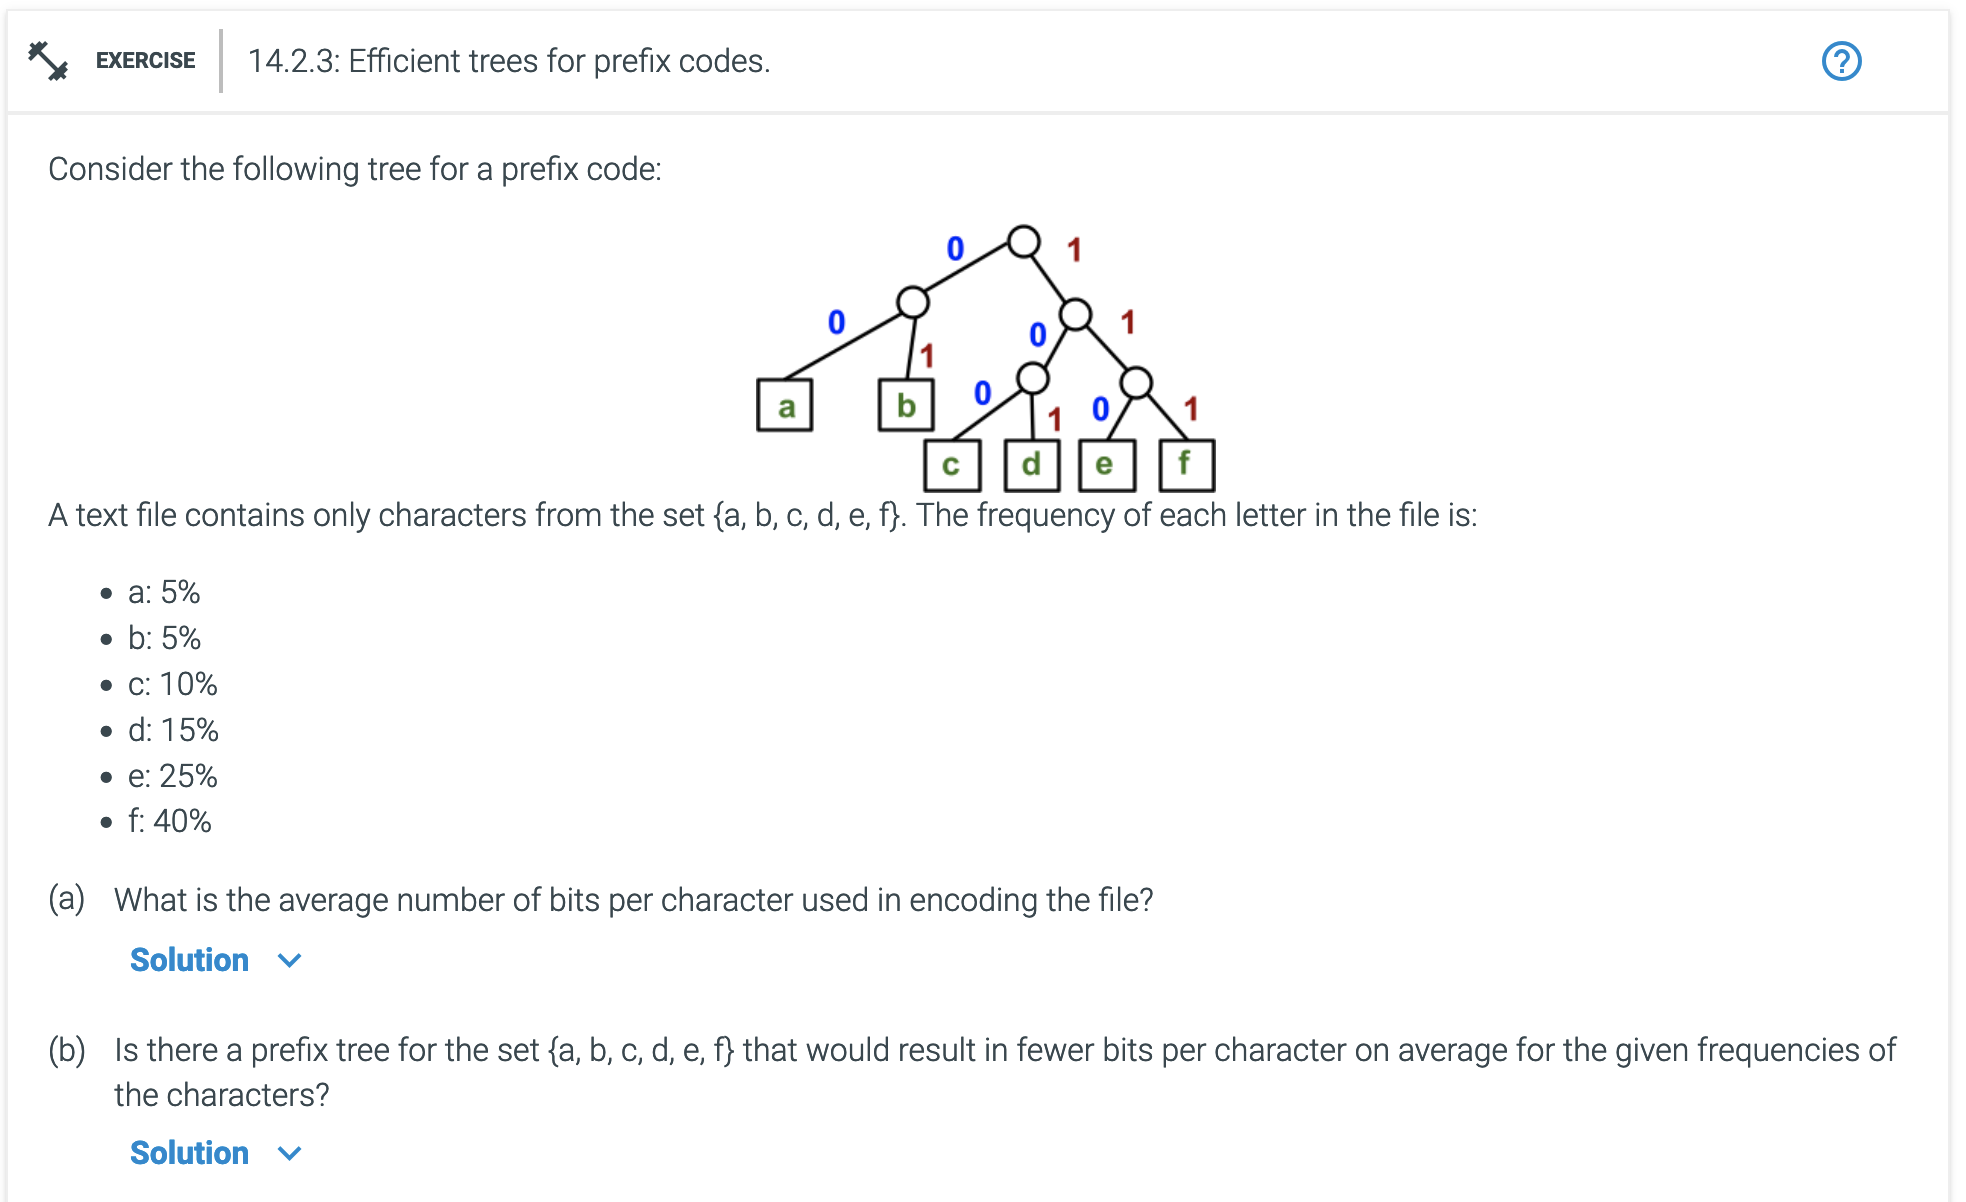 EXERCISE
14.2.3: Efficient trees for prefix codes.
?
Consider the following tree for a prefix code:
0 1
0 1 0 1
a b
0 1 0 1
c d e f
A text file contains only characters from the set {a, b, c, d, e, f}. The frequency of each letter in the file is:
• a: 5%
• b: 5%
• c: 10%
• d: 15%
• e: 25%
• f: 40%
(a) What is the average number of bits per character used in encoding the file?
Solution
(b) Is there a prefix tree for the set {a, b, c, d, e, f} that would result in fewer bits per character on average for the given frequencies of
the characters?
Solution